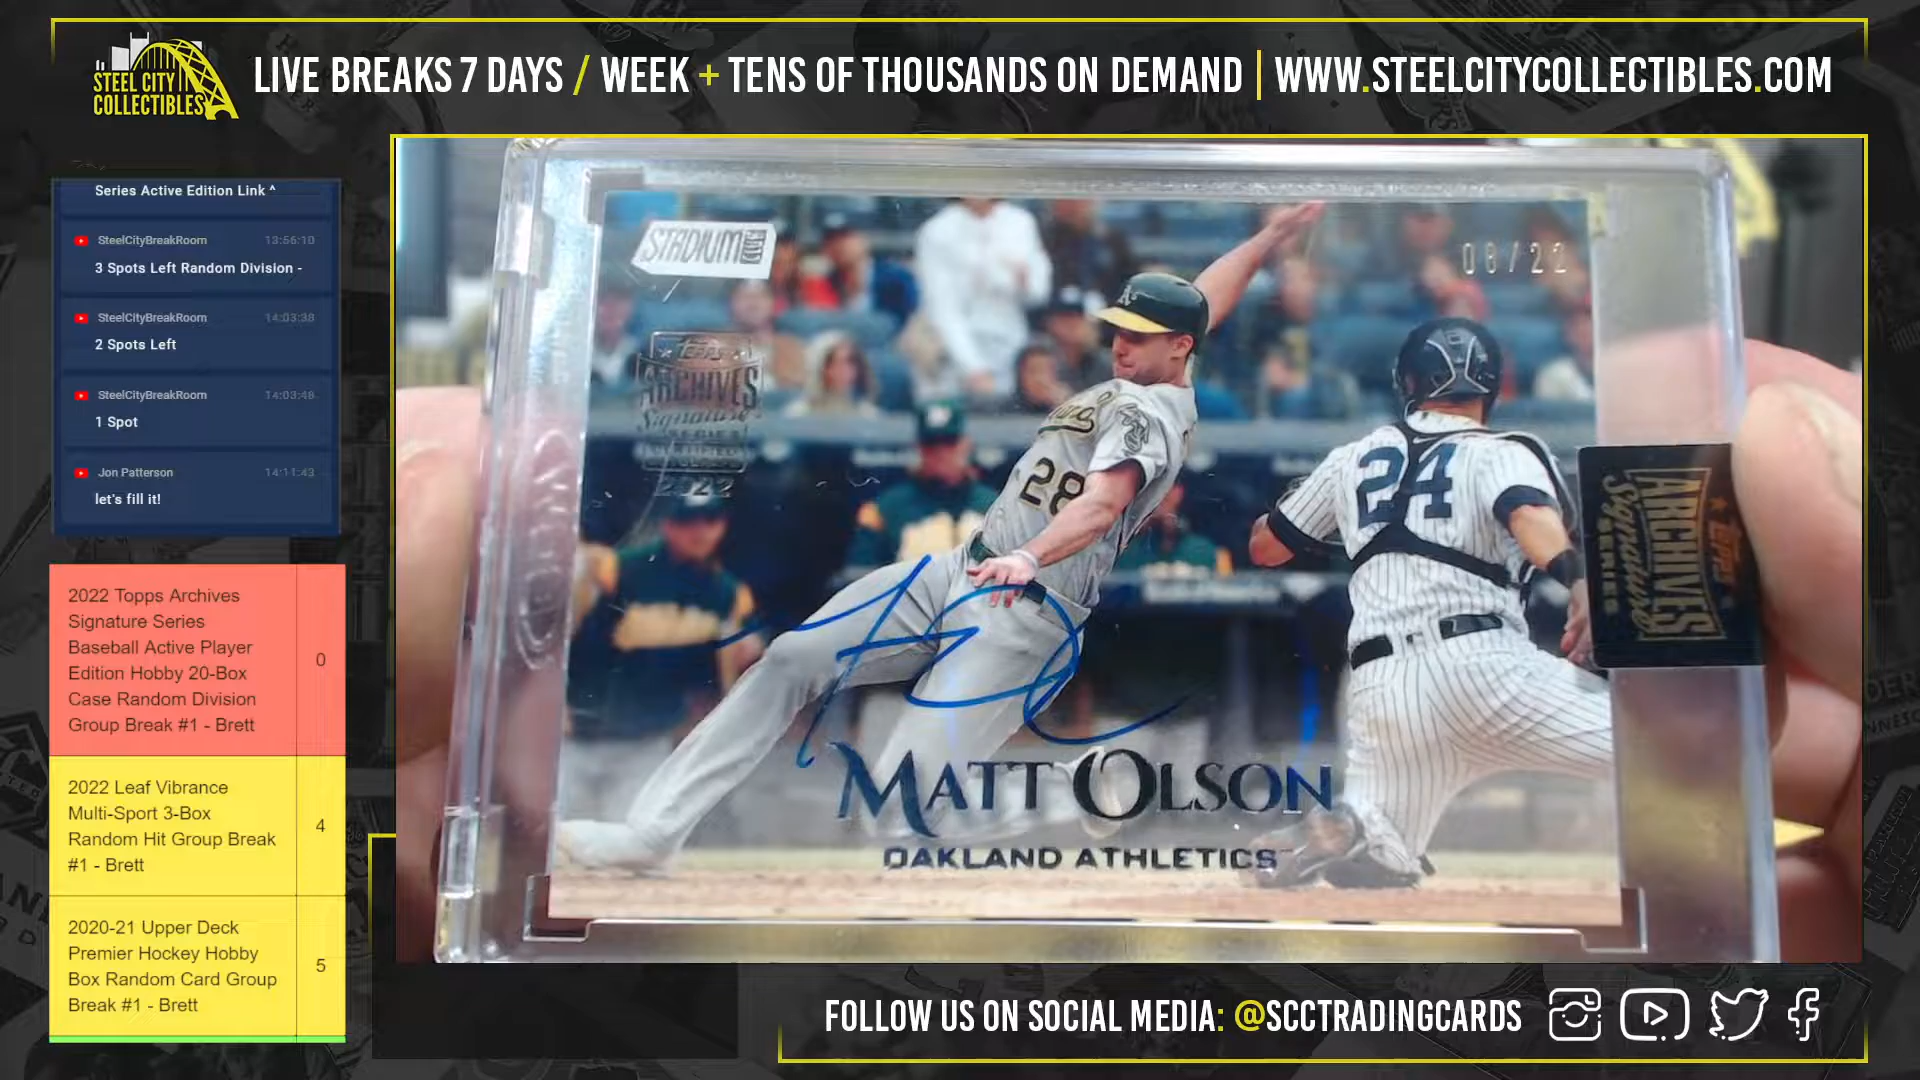 STEEL CITY
COLLECTIBLES
LIVE BREAKS 7 DAYS / WEEK + TENS OF THOUSANDS ON DEMAND | WWW.STEELCITYCOLLECTIBLES.COM
Series Active Edition Link ^
SteelCityBreakRoom 13:56:10
3 Spots Left Random Division -
SteelCityBreakRoom 14:03:38
2 Spots Left
SteelCityBreakRoom 14:03:48
1 Spot
Jon Patterson 14:11:43
let's fill it!
2022 Topps Archives
Signature Series
Baseball Active Player
Edition Hobby 20-Box
Case Random Division
Group Break #1 - Brett
0
2022 Leaf Vibrance
Multi-Sport 3-Box
Random Hit Group Break
#1 - Brett
4
2020-21 Upper Deck
Premier Hockey Hobby
Box Random Card Group
Break #1 - Brett
5
STADIUM CLUB
08/22
TOPPS
ARCHIVES
Signature
SERIES
2022
A
28
24
TOPPS
ARCHIVES
Signature
SERIES
MATT OLSON
OAKLAND ATHLETICS
FOLLOW US ON SOCIAL MEDIA: @SCCTRADINGCARDS